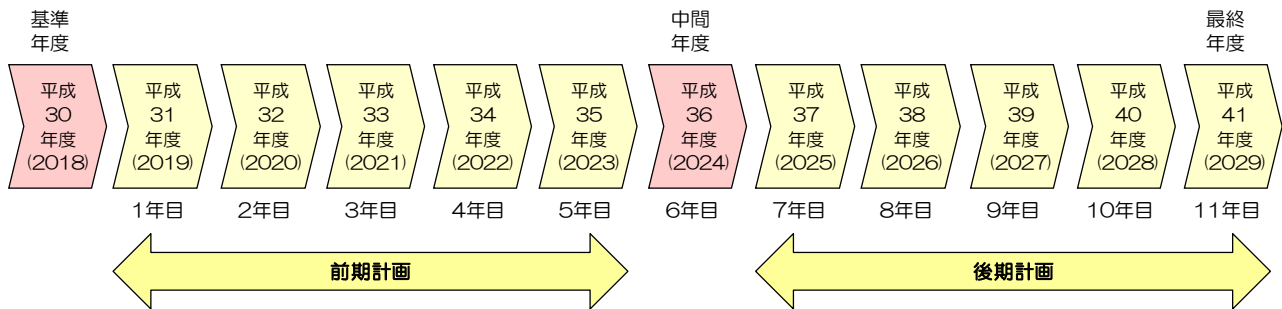 基準
年度
中間
年度
最終
年度
平成
30
年度
(2018)
平成
31
年度
(2019)
平成
32
年度
(2020)
平成
33
年度
(2021)
平成
34
年度
(2022)
平成
35
年度
(2023)
平成
36
年度
(2024)
平成
37
年度
(2025)
平成
38
年度
(2026)
平成
39
年度
(2027)
平成
40
年度
(2028)
平成
41
年度
(2029)
1年目
2年目
3年目
4年目
5年目
6年目
7年目
8年目
9年目
10年目
11年目
前期計画
後期計画